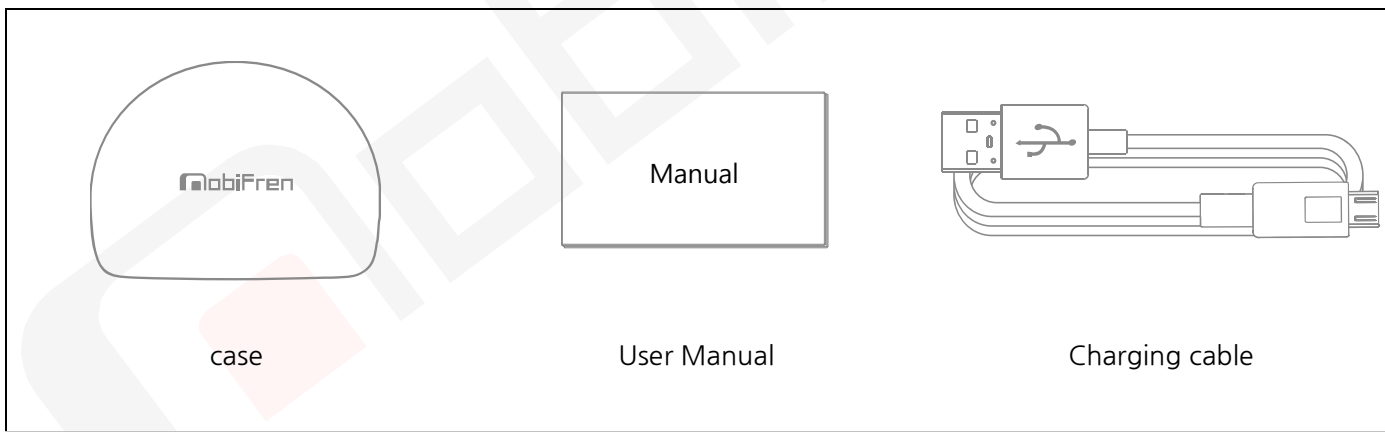 mobiFren
Manual
case
User Manual
Charging cable